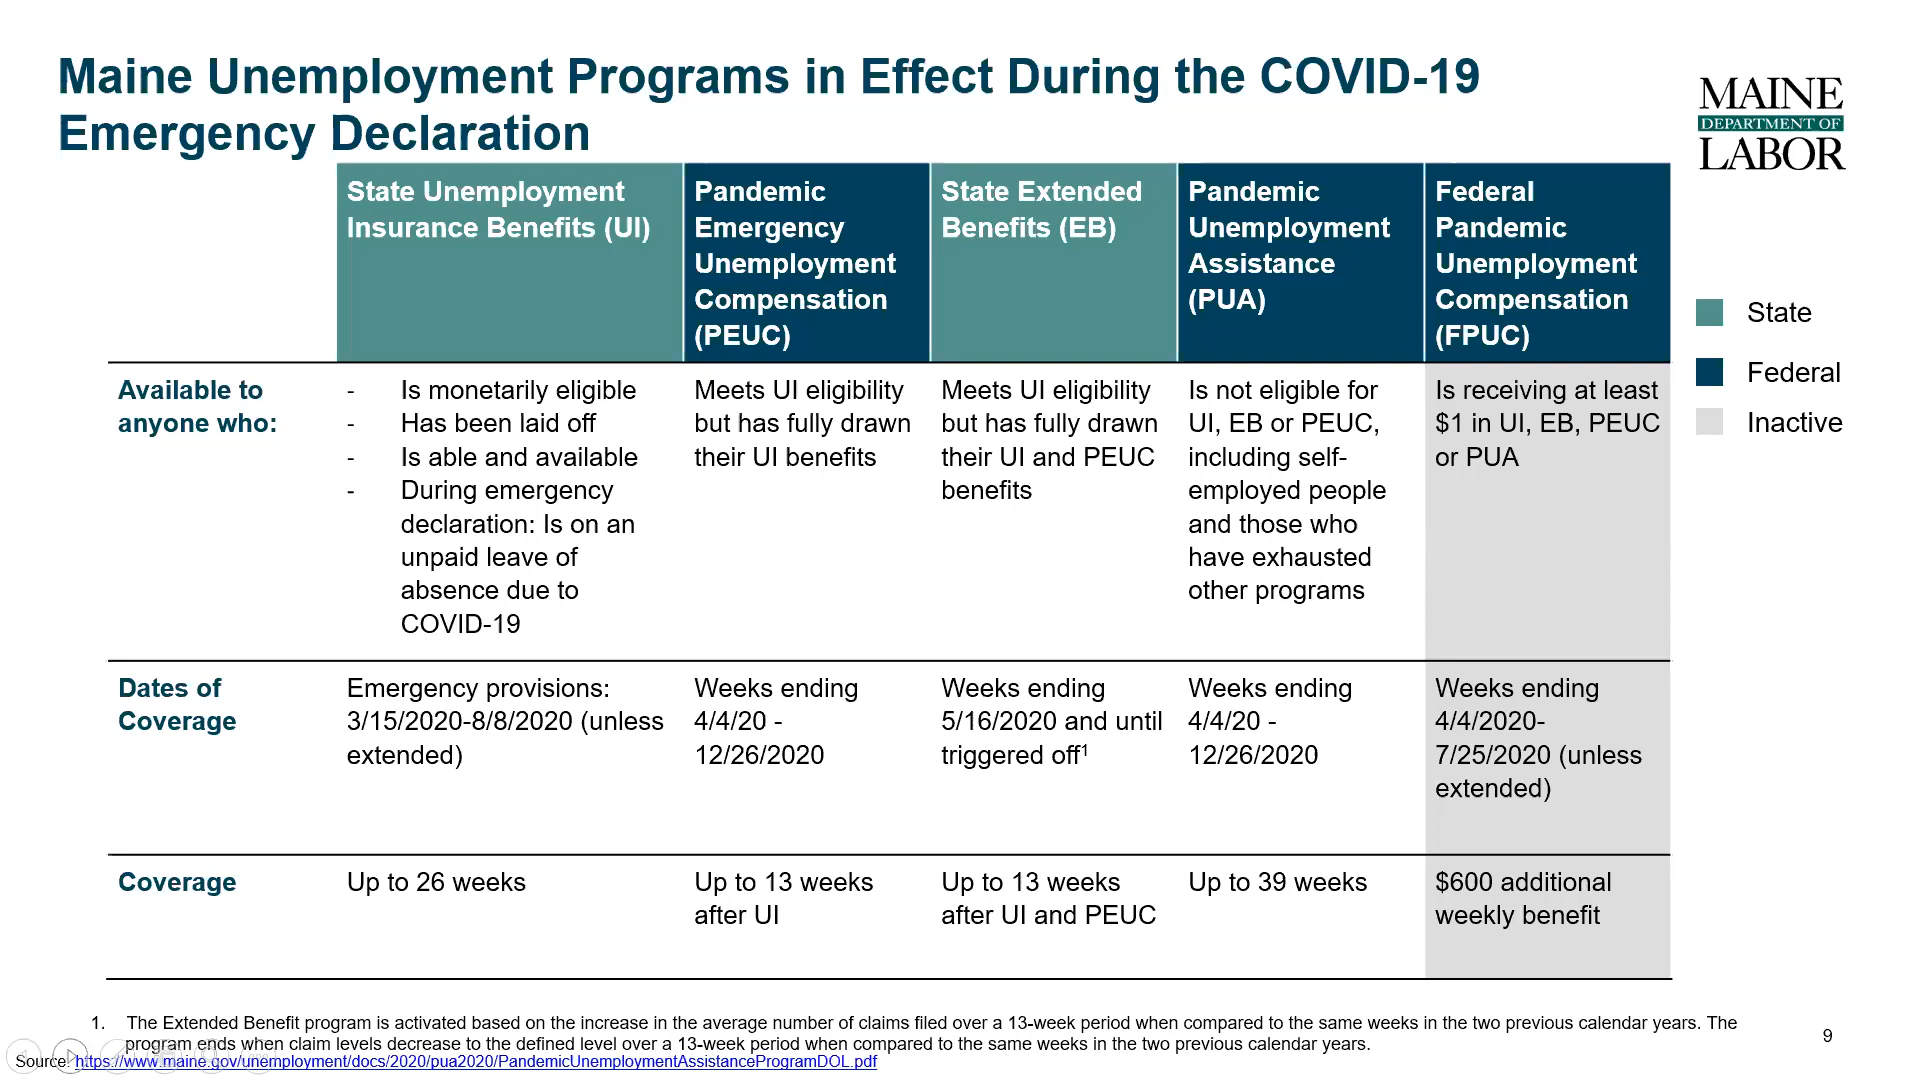 Maine Unemployment Programs in Effect During the COVID-19
Emergency Declaration
MAINE
DEPARTMENT OF
LABOR
State Unemployment
Insurance Benefits (UI)
Pandemic
Emergency
Unemployment
Compensation
(PEUC)
State Extended
Benefits (EB)
Pandemic
Unemployment
Assistance
(PUA)
Federal
Pandemic
Unemployment
Compensation
(FPUC)
State
Federal
Inactive
Available to
anyone who:
- Is monetarily eligible
- Has been laid off
- Is able and available
- During emergency
declaration: Is on an
unpaid leave of
absence due to
COVID-19
Meets UI eligibility
but has fully drawn
their UI benefits
Meets UI eligibility
but has fully drawn
their UI and PEUC
benefits
Is not eligible for
UI, EB or PEUC,
including self-
employed people
and those who
have exhausted
other programs
Is receiving at least
$1 in UI, EB, PEUC
or PUA
Dates of
Coverage
Emergency provisions:
3/15/2020-8/8/2020 (unless
extended)
Weeks ending
4/4/20 -
12/26/2020
Weeks ending
5/16/2020 and until
triggered off1
Weeks ending
4/4/20 -
12/26/2020
Weeks ending
4/4/2020-
7/25/2020 (unless
extended)
Coverage
Up to 26 weeks
Up to 13 weeks
after UI
Up to 13 weeks
after UI and PEUC
Up to 39 weeks
$600 additional
weekly benefit
1. The Extended Benefit program is activated based on the increase in the average number of claims filed over a 13-week period when compared to the same weeks in the two previous calendar years. The
program ends when claim levels decrease to the defined level over a 13-week period when compared to the same weeks in the two previous calendar years.
Source: https://www.maine.gov/unemployment/docs/2020/pua2020/PandemicUnemploymentAssistanceProgramDOL.pdf
9